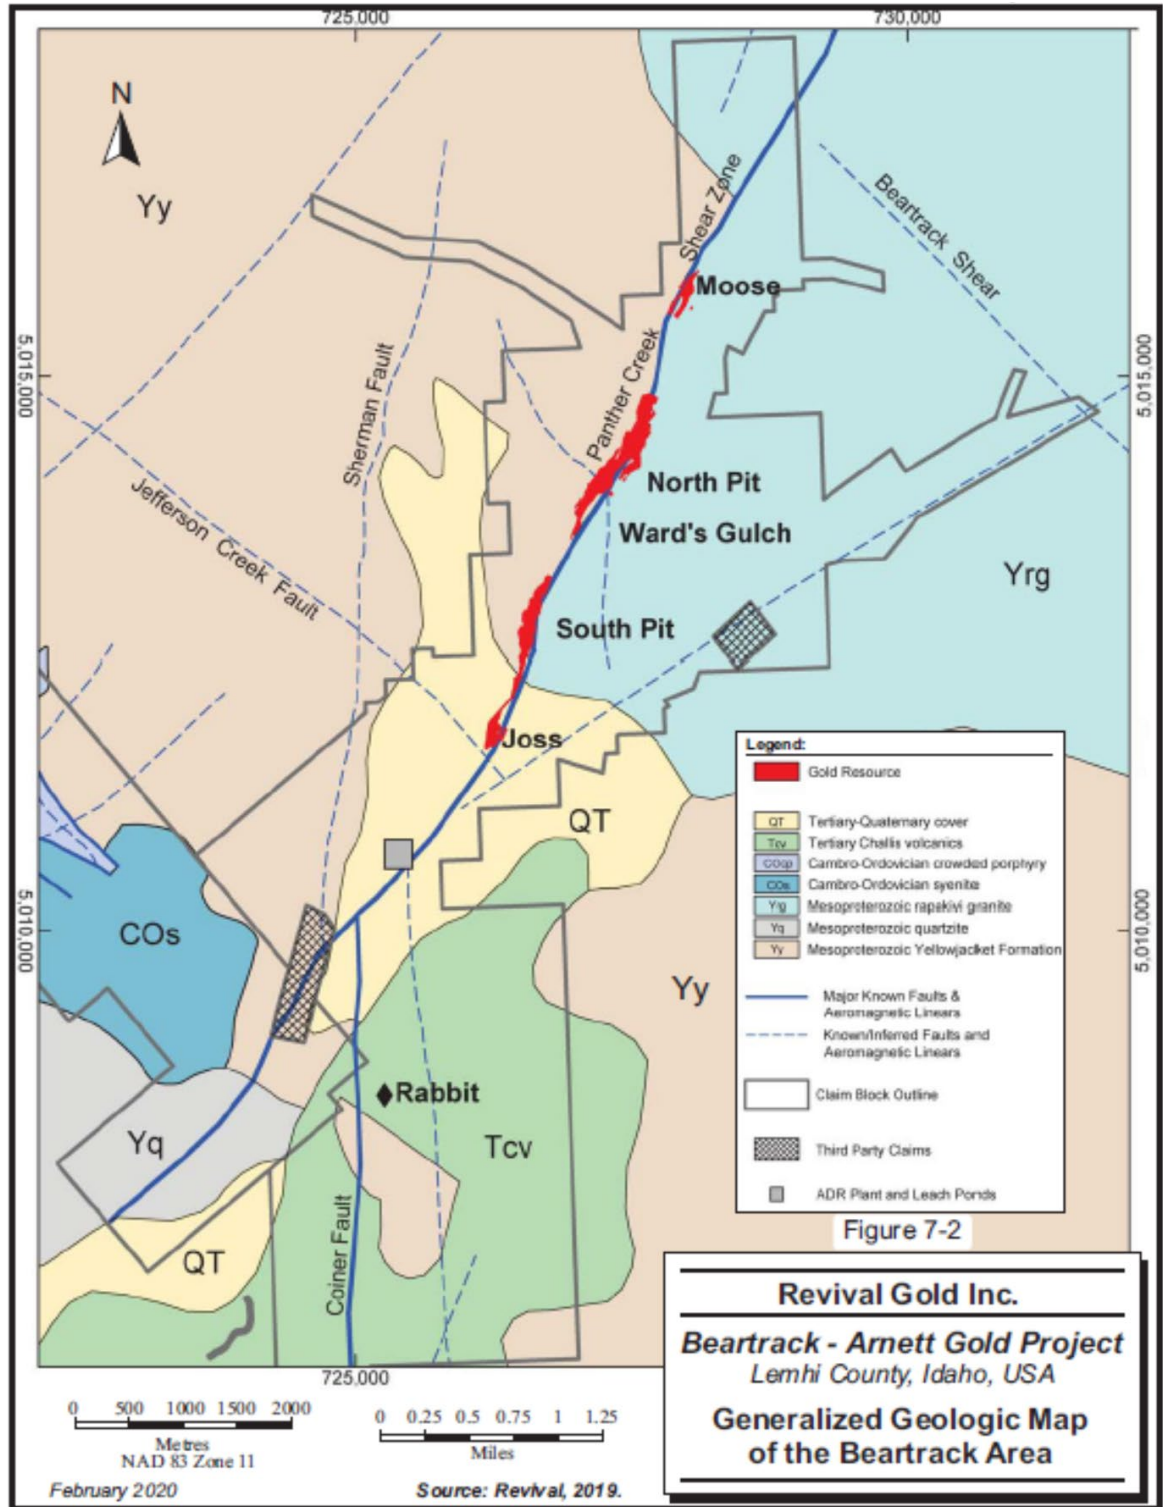 725,000
730,000
N
Yy
Shear Zone
Beartrack Shear
Moose
5,015,000
5,015,000
Sherman Fault
Panther Creek
North Pit
Jefferson Creek Fault
Ward's Gulch
Yrg
South Pit
Joss
QT
Legend:
Gold Resource
QT Tertiary-Quaternary cover
Tcv Tertiary Challis volcanics
COcp Cambro-Ordovician crowded porphyry
COs Cambro-Ordovician syenite
Yrg Mesoproterozoic rapakivi granite
Yq Mesoproterozoic quartzite
Yy Mesoproterozoic Yellowjacket Formation
Major Known Faults &
Aeromagnetic Linears
Known/Inferred Faults and
Aeromagnetic Linears
Claim Block Outline
Third Party Claims
ADR Plant and Leach Ponds
5,010,000
5,010,000
COs
Yy
Rabbit
Yq
Tcv
Coiner Fault
QT
Figure 7-2
725,000
Revival Gold Inc.
Beartrack - Arnett Gold Project
Lemhi County, Idaho, USA
Generalized Geologic Map
of the Beartrack Area
0 500 1000 1500 2000
Metres
NAD 83 Zone 11
0 0.25 0.5 0.75 1 1.25
Miles
February 2020
Source: Revival, 2019.